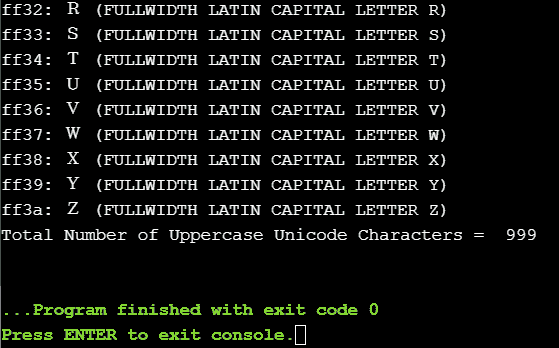 ff32: R (FULLWIDTH LATIN CAPITAL LETTER R)
ff33: S (FULLWIDTH LATIN CAPITAL LETTER S)
ff34: T (FULLWIDTH LATIN CAPITAL LETTER T)
ff35: U (FULLWIDTH LATIN CAPITAL LETTER U)
ff36: V (FULLWIDTH LATIN CAPITAL LETTER V)
ff37: W (FULLWIDTH LATIN CAPITAL LETTER W)
ff38: X (FULLWIDTH LATIN CAPITAL LETTER X)
ff39: Y (FULLWIDTH LATIN CAPITAL LETTER Y)
ff3a: Z (FULLWIDTH LATIN CAPITAL LETTER Z)
Total Number of Uppercase Unicode Characters =  999
...Program finished with exit code 0
Press ENTER to exit console.